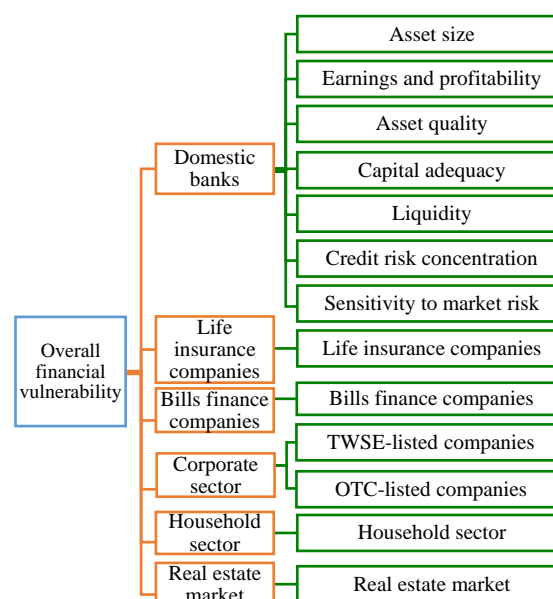 Overall
financial
vulnerability
Domestic
banks
Asset size
Earnings and profitability
Asset quality
Capital adequacy
Liquidity
Credit risk concentration
Sensitivity to market risk
Life
insurance
companies
Life insurance companies
Bills finance
companies
Bills finance companies
Corporate
sector
TWSE-listed companies
OTC-listed companies
Household
sector
Household sector
Real estate
market
Real estate market